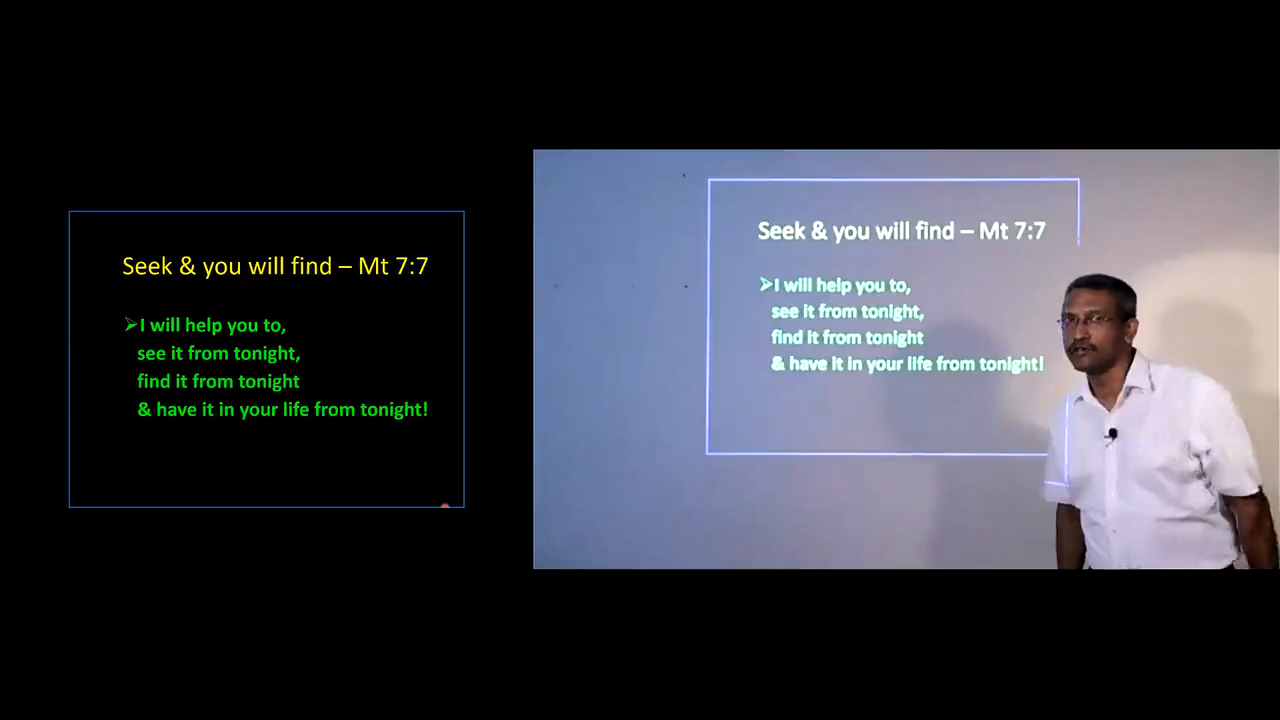 Seek & you will find – Mt 7:7
➢I will help you to,
see it from tonight,
find it from tonight
& have it in your life from tonight!
Seek & you will find – Mt 7:7
➢I will help you to,
see it from tonight,
find it from tonight
& have it in your life from tonight!